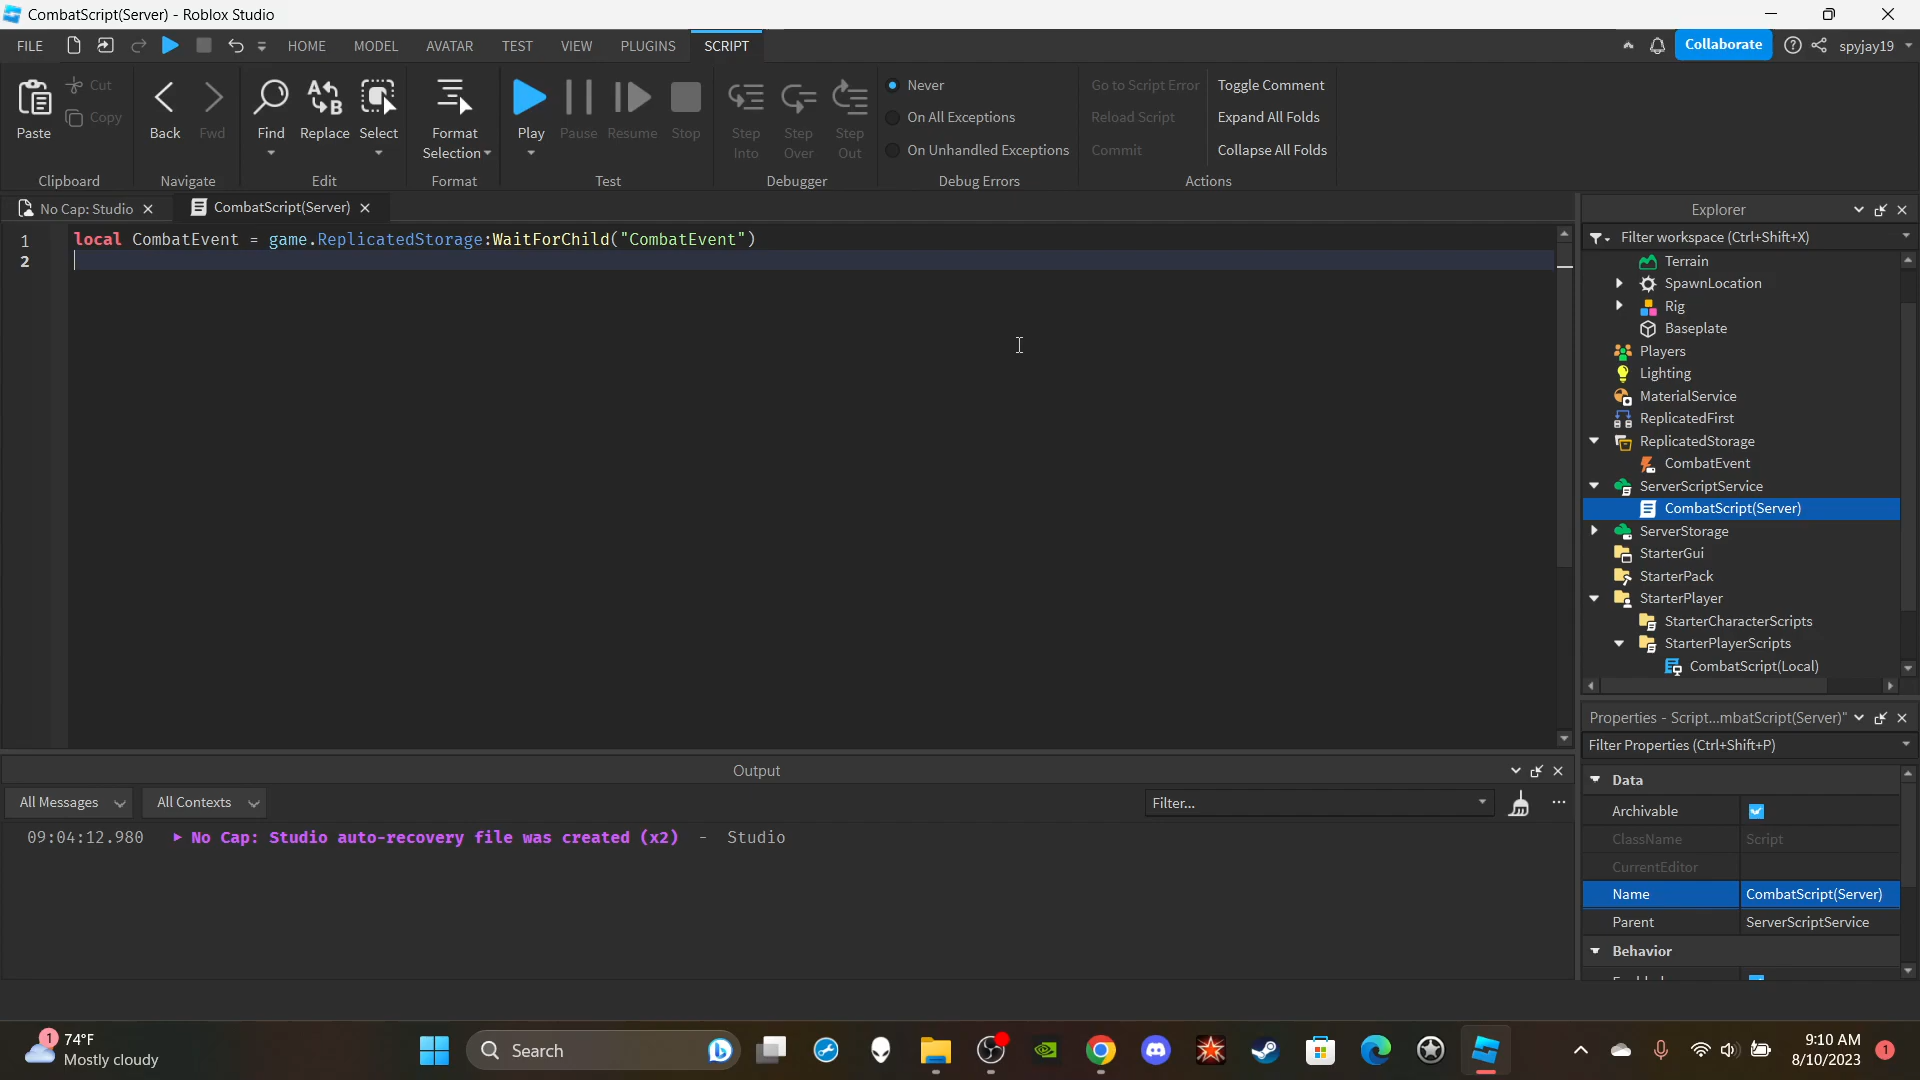 CombatScript(Server) - Roblox Studio
FILE
HOME
MODEL
AVATAR
TEST
VIEW
PLUGINS
SCRIPT
Collaborate
spyjay19
Paste
Cut
Copy
Clipboard
Back
Fwd
Navigate
Find
Replace
Select
Edit
Format
Selection
Format
Play
Pause
Resume
Stop
Test
Step
Into
Step
Over
Step
Out
Debugger
Never
On All Exceptions
On Unhandled Exceptions
Debug Errors
Go to Script Error
Reload Script
Commit
Toggle Comment
Expand All Folds
Collapse All Folds
Actions
No Cap: Studio
CombatScript(Server)
1 local CombatEvent = game.ReplicatedStorage:WaitForChild("CombatEvent")
2
Explorer
Filter workspace (Ctrl+Shift+X)
Terrain
SpawnLocation
Rig
Baseplate
Players
Lighting
MaterialService
ReplicatedFirst
ReplicatedStorage
CombatEvent
ServerScriptService
CombatScript(Server)
ServerStorage
StarterGui
StarterPack
StarterPlayer
StarterCharacterScripts
StarterPlayerScripts
CombatScript(Local)
Properties - Script...mbatScript(Server)"
Filter Properties (Ctrl+Shift+P)
Data
Archivable
ClassName Script
CurrentEditor
Name CombatScript(Server)
Parent ServerScriptService
Behavior
Output
All Messages
All Contexts
Filter...
09:04:12.980 No Cap: Studio auto-recovery file was created (x2) - Studio
1
74°F
Mostly cloudy
Search
9:10 AM
8/10/2023
1